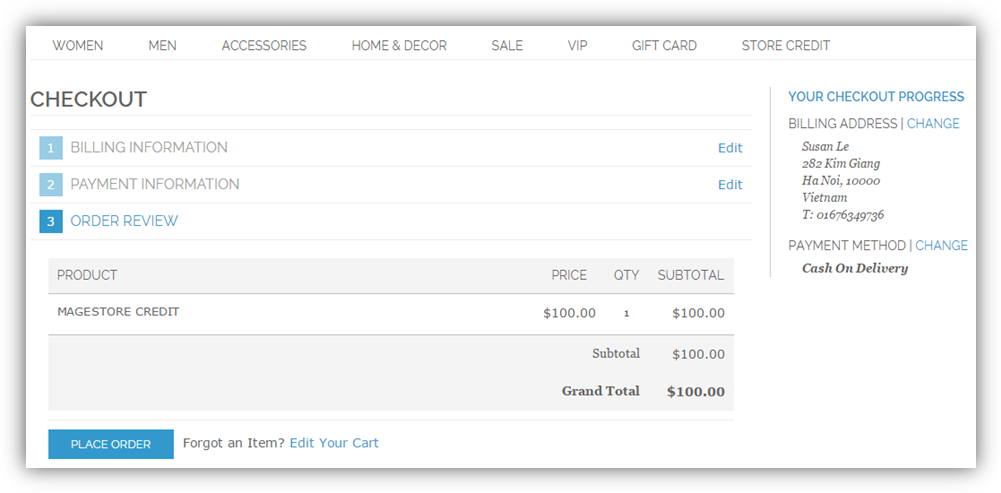 WOMEN MEN ACCESSORIES HOME & DECOR SALE VIP GIFT CARD STORE CREDIT
CHECKOUT
1 BILLING INFORMATION Edit
2 PAYMENT INFORMATION Edit
3 ORDER REVIEW
PRODUCT PRICE QTY SUBTOTAL
MAGESTORE CREDIT $100.00 1 $100.00
Subtotal $100.00
Grand Total $100.00
PLACE ORDER Forgot an Item? Edit Your Cart
YOUR CHECKOUT PROGRESS
BILLING ADDRESS | CHANGE
Susan Le
282 Kim Giang
Ha Noi, 10000
Vietnam
T: 01676349736
PAYMENT METHOD | CHANGE
Cash On Delivery